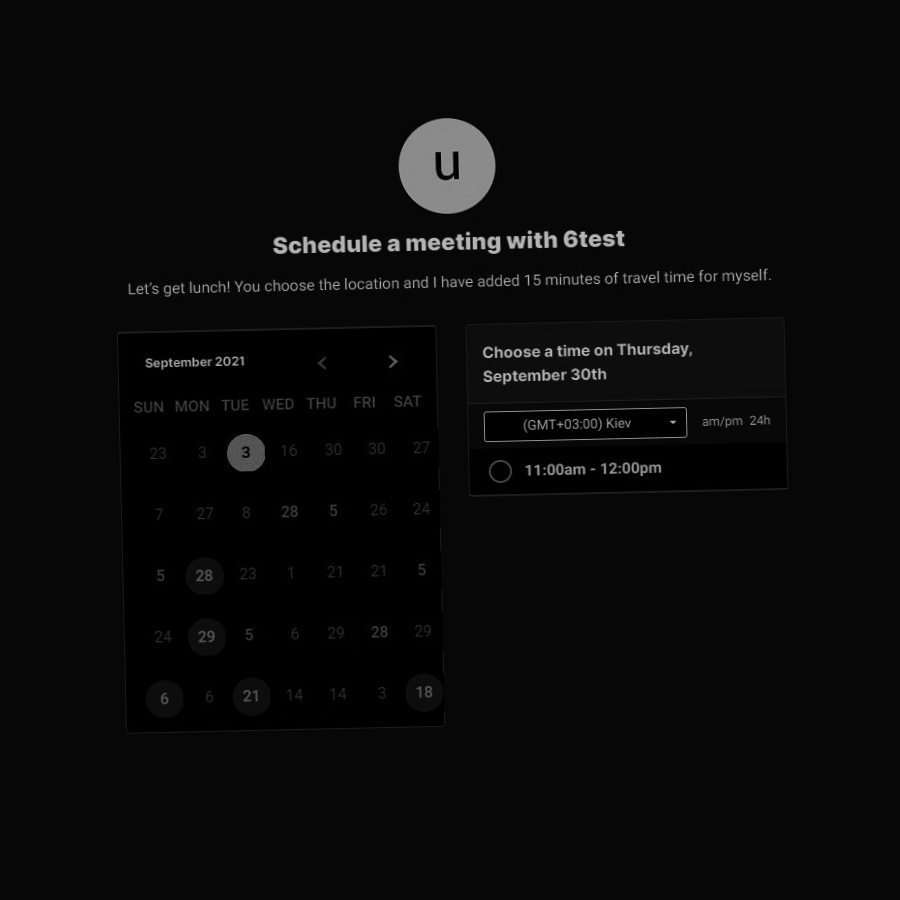 u
Schedule a meeting with 6test
Let's get lunch! You choose the location and I have added 15 minutes of travel time for myself.
September 2021
SUN MON TUE WED THU FRI SAT
23 3 3 16 30 30 27
7 27 8 28 5 26 24
5 28 23 1 21 21 5
24 29 5 6 29 28 29
6 6 21 14 14 3 18
Choose a time on Thursday,
September 30th
(GMT+03:00) Kiev am/pm 24h
11:00am - 12:00pm